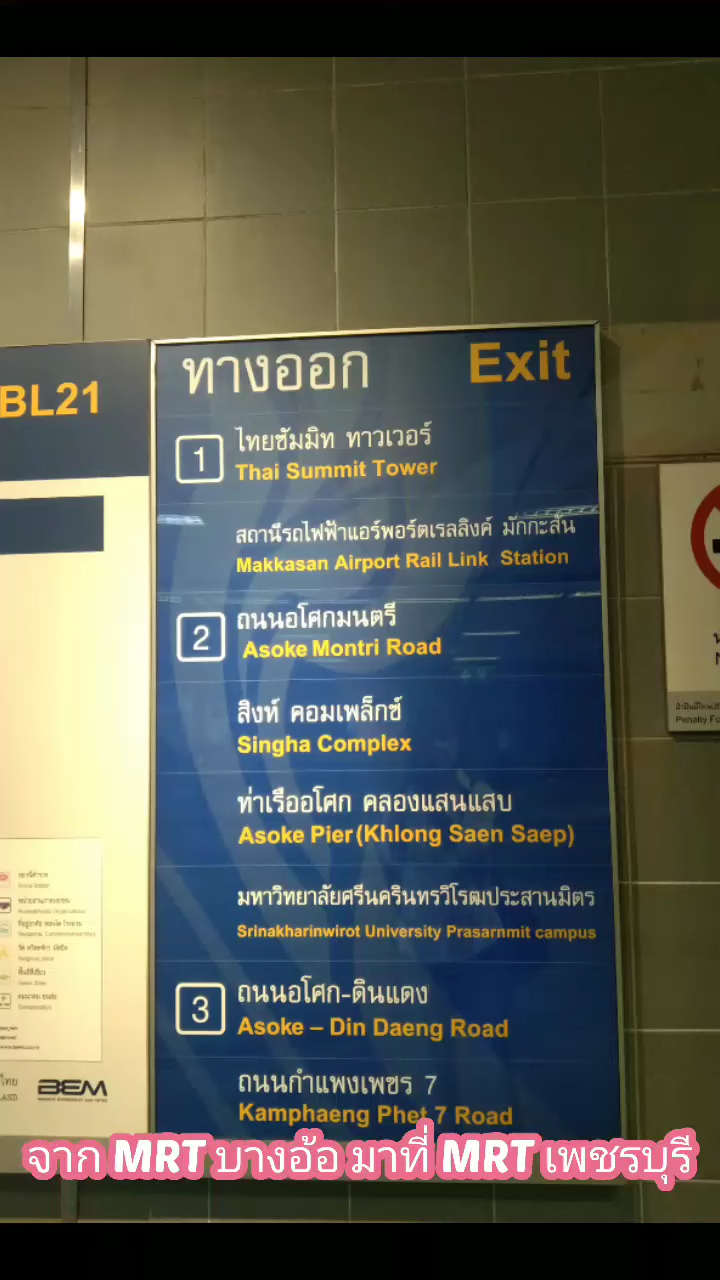 BL21
ทางออก Exit
1 ไทยซัมมิท ทาวเวอร์
Thai Summit Tower
สถานีรถไฟฟ้าแอร์พอร์ตเรลลิงค์ มักกะสัน
Makkasan Airport Rail Link Station
2 ถนนอโศกมนตรี
Asoke Montri Road
สิงห์ คอมเพล็กซ์
Singha Complex
ท่าเรืออโศก คลองแสนแสบ
Asoke Pier (Khlong Saen Saep)
มหาวิทยาลัยศรีนครินทรวิโรฒประสานมิตร
Srinakharinwirot University Prasarnmit campus
3 ถนนอโศก-ดินแดง
Asoke – Din Daeng Road
ถนนกำแพงเพชร 7
Kamphaeng Phet 7 Road
BEM
จาก MRT บางอ้อ มาที่ MRT เพชรบุรี